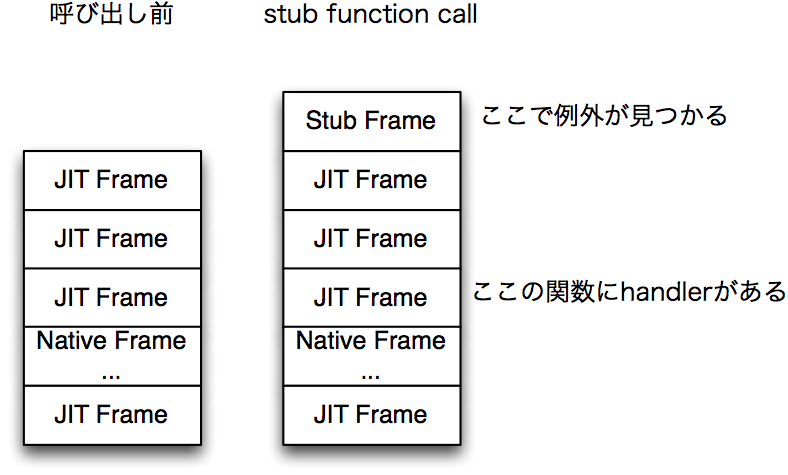 呼び出し前
stub function call
JIT Frame
JIT Frame
JIT Frame
Native Frame
...
JIT Frame
Stub Frame
ここで例外が見つかる
JIT Frame
JIT Frame
JIT Frame
ここの関数にhandlerがある
Native Frame
...
JIT Frame